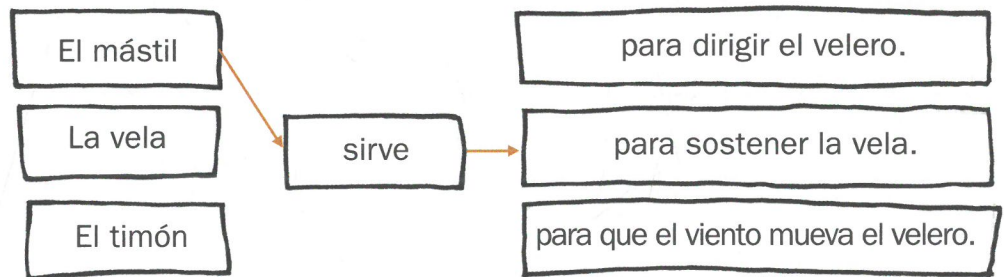 El mástil
La vela
El timón
sirve
para dirigir el velero.
para sostener la vela.
para que el viento mueva el velero.